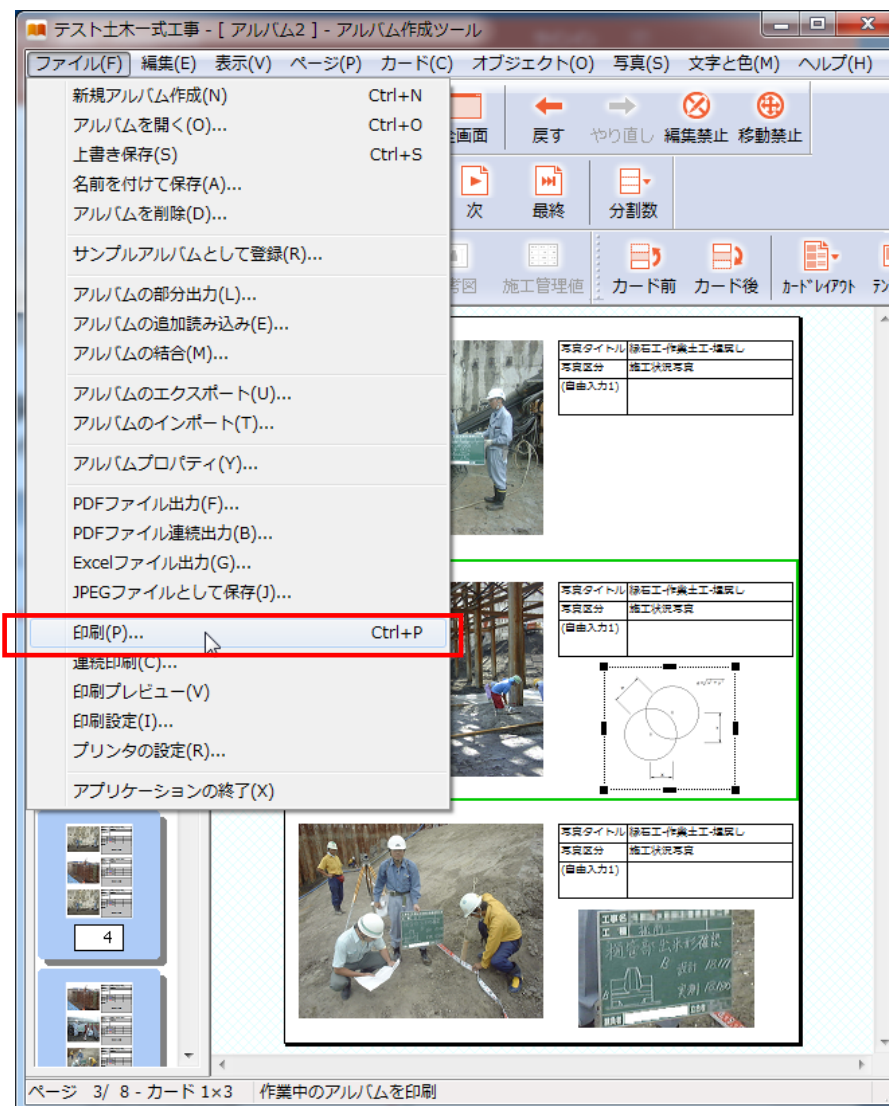 テスト土木一式工事 - [ アルバム2 ] - アルバム作成ツール
ファイル(F) 編集(E) 表示(V) ページ(P) カード(C) オブジェクト(O) 写真(S) 文字と色(M) ヘルプ(H)
新規アルバム作成(N) Ctrl+N
アルバムを開く(O)... Ctrl+O
上書き保存(S) Ctrl+S
名前を付けて保存(A)...
アルバムを削除(D)...
サンプルアルバムとして登録(R)...
アルバムの部分出力(L)...
アルバムの追加読み込み(E)...
アルバムの結合(M)...
アルバムのエクスポート(U)...
アルバムのインポート(T)...
アルバムプロパティ(Y)...
PDFファイル出力(F)...
PDFファイル連続出力(B)...
Excelファイル出力(G)...
JPEGファイルとして保存(J)...
印刷(P)... Ctrl+P
連続印刷(C)...
印刷プレビュー(V)
印刷設定(I)...
プリンタの設定(R)...
アプリケーションの終了(X)
画面 戻す やり直し 編集禁止 移動禁止
次 最終 分割数
考図 施工管理値 カード前 カード後 カードレイアウト テン
写真タイトル 縁石工-作業土工-埋戻し
写真区分 施工状況写真
(自由入力1)
写真タイトル 縁石工-作業土工-埋戻し
写真区分 施工状況写真
(自由入力1)
写真タイトル 縁石工-作業土工-埋戻し
写真区分 施工状況写真
(自由入力1)
工事名
工種
設計
実測
4
ページ 3/ 8 - カード 1×3 作業中のアルバムを印刷